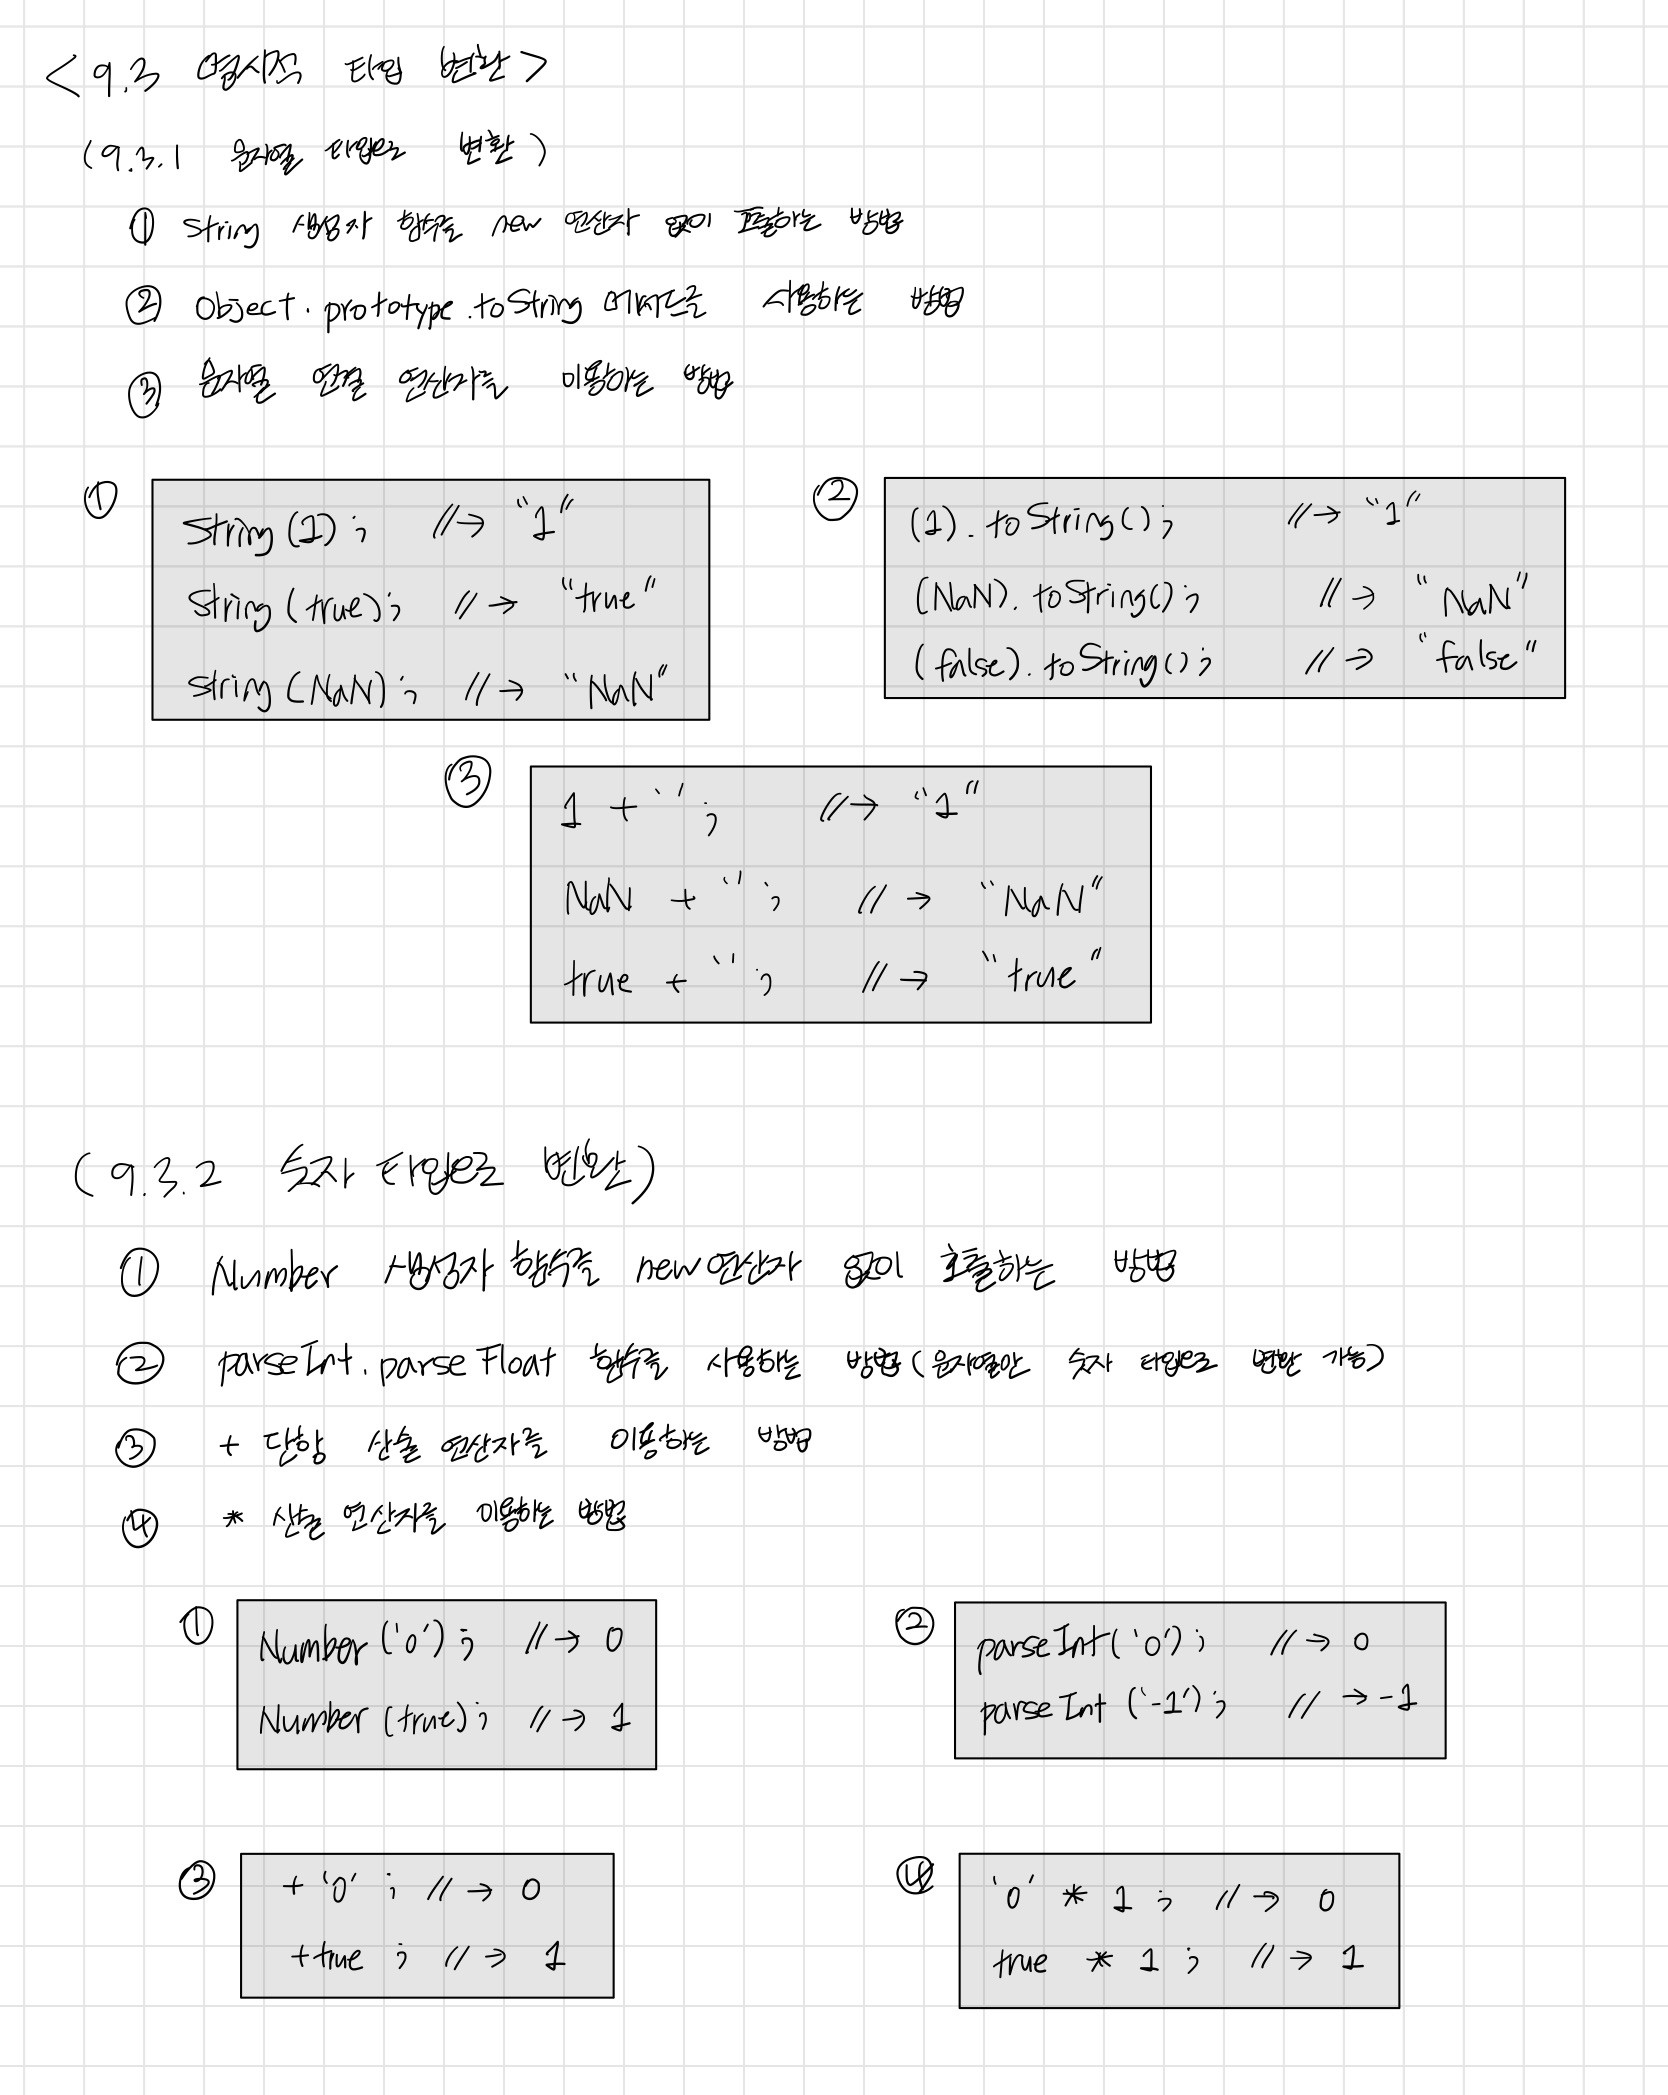 <9.3 명시적 타입 변환>
(9.3.1 문자열 타입으로 변환)
① String 생성자 함수를 new 연산자 없이 호출하는 방법
② Object.prototype.toString 메서드를 사용하는 방법
③ 문자열 연결 연산자를 이용하는 방법
①
String(1); //→ "1"
String(true); //→ "true"
String(NaN); //→ "NaN"
②
(1).toString(); //→ "1"
(NaN).toString(); //→ "NaN"
(false).toString(); //→ "false"
③
1 + ''; //→ "1"
NaN + ''; //→ "NaN"
true + ''; //→ "true"
(9.3.2 숫자 타입으로 변환)
① Number 생성자 함수를 new 연산자 없이 호출하는 방법
② parseInt.parseFloat 함수를 사용하는 방법(문자열만 숫자 타입으로 변환 가능)
③ + 단항 산술 연산자를 이용하는 방법
④ * 산술 연산자를 이용하는 방법
①
Number('0'); //→ 0
Number(true); //→ 1
②
parseInt('0'); //→ 0
parseInt('-1'); //→ -1
③
+'0'; //→ 0
+true; //→ 1
④
'0' * 1; //→ 0
true * 1; //→ 1